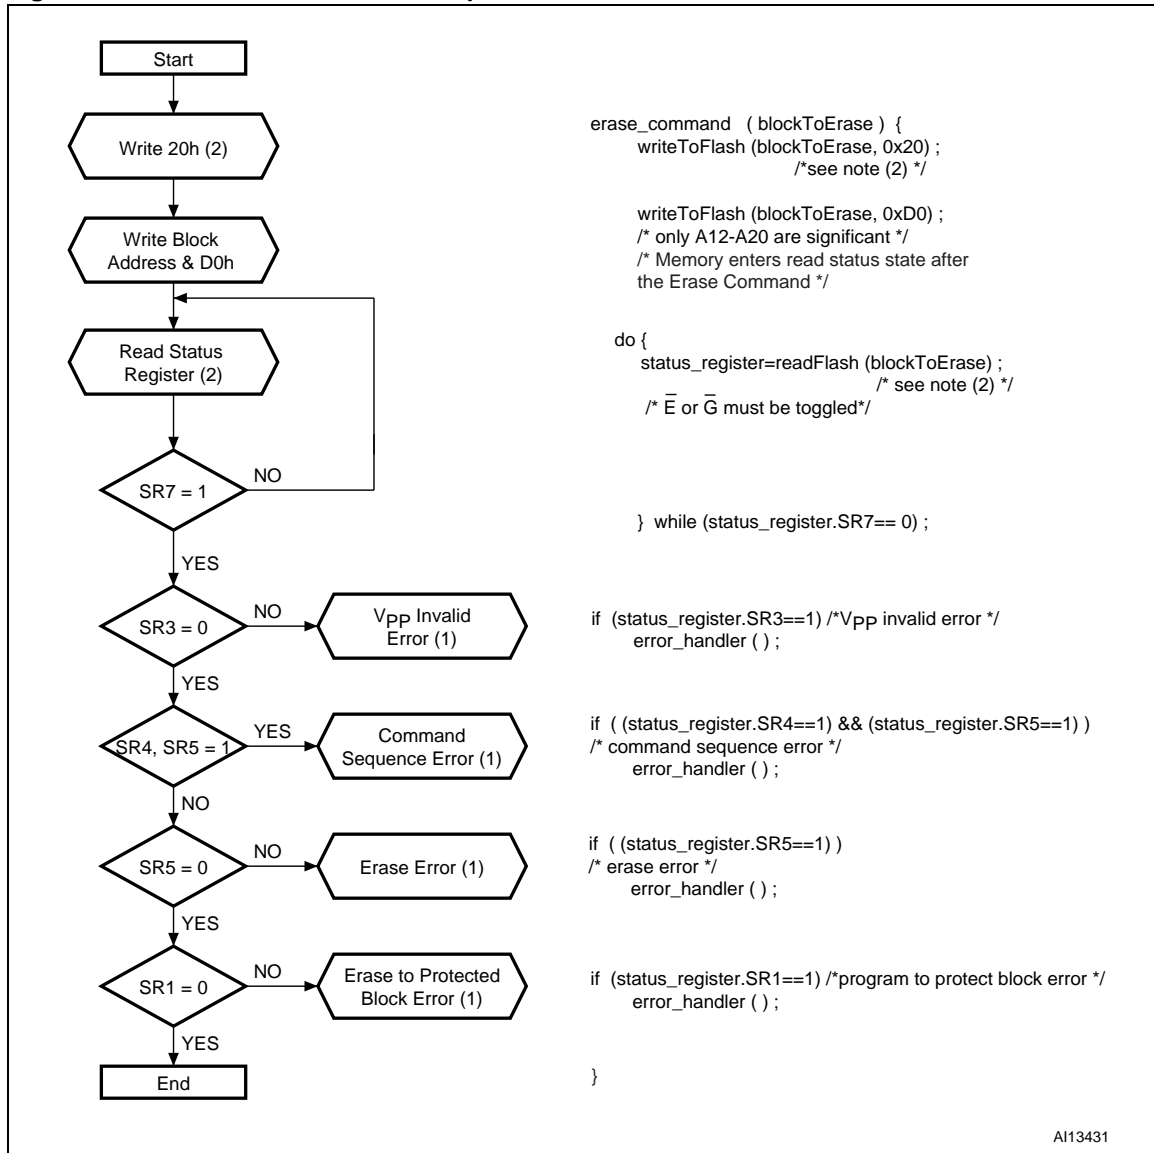 Start
Write 20h (2)
Write Block
Address & D0h
Read Status
Register (2)
SR7 = 1
NO
YES
SR3 = 0
NO
VPP Invalid
Error (1)
YES
SR4, SR5 = 1
YES
Command
Sequence Error (1)
NO
SR5 = 0
NO
Erase Error (1)
YES
SR1 = 0
NO
Erase to Protected
Block Error (1)
YES
End
erase_command ( blockToErase ) {
writeToFlash (blockToErase, 0x20) ;
/*see note (2) */
writeToFlash (blockToErase, 0xD0) ;
/* only A12-A20 are significant */
/* Memory enters read status state after
the Erase Command */
do {
status_register=readFlash (blockToErase) ;
/* see note (2) */
/* E̅ or G̅ must be toggled*/
} while (status_register.SR7== 0) ;
if (status_register.SR3==1) /*VPP invalid error */
error_handler ( ) ;
if ( (status_register.SR4==1) && (status_register.SR5==1) )
/* command sequence error */
error_handler ( ) ;
if ( (status_register.SR5==1) )
/* erase error */
error_handler ( ) ;
if (status_register.SR1==1) /*program to protect block error */
error_handler ( ) ;
}
AI13431